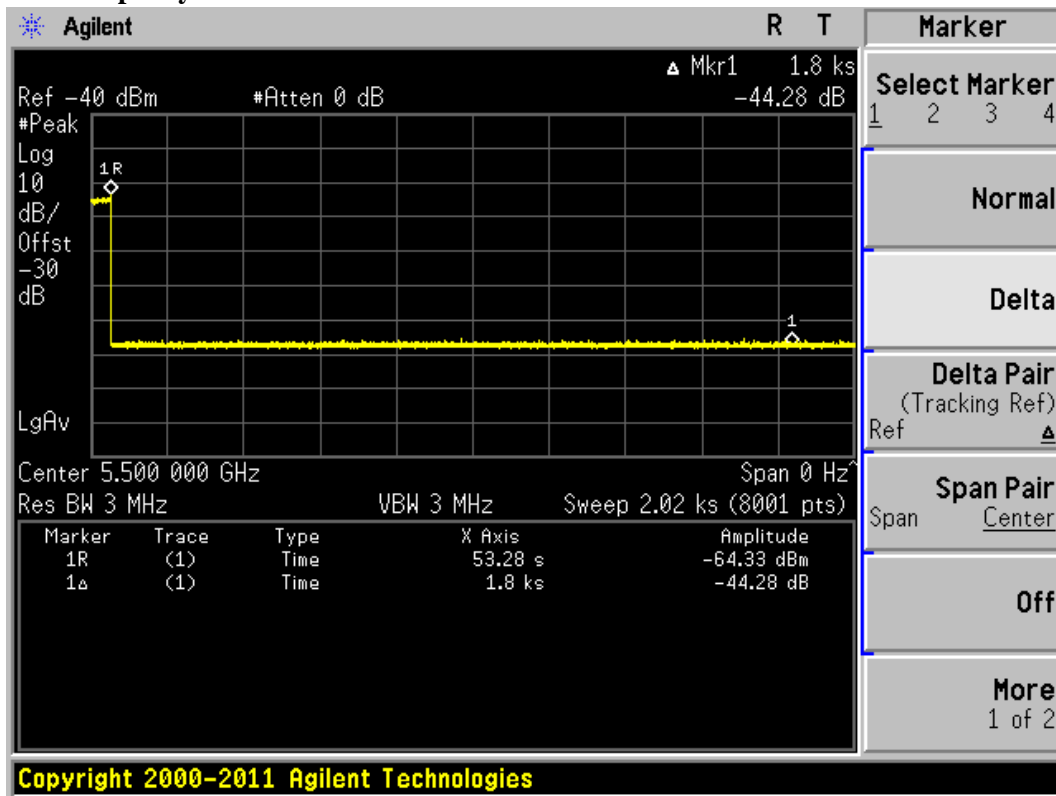 Agilent R T Marker
▵ Mkr1 1.8 ks
Ref -40 dBm #Atten 0 dB -44.28 dB
#Peak
Log
10
dB/
Offst
-30
dB
1R
1
LgAv
Center 5.500 000 GHz Span 0 Hz^
Res BW 3 MHz VBW 3 MHz Sweep 2.02 ks (8001 pts)
Marker Trace Type X Axis Amplitude
1R (1) Time 53.28 s -64.33 dBm
1▵ (1) Time 1.8 ks -44.28 dB
Select Marker
1 2 3 4
Normal
Delta
Delta Pair
(Tracking Ref)
Ref ▵
Span Pair
Span Center
Off
More
1 of 2
Copyright 2000-2011 Agilent Technologies